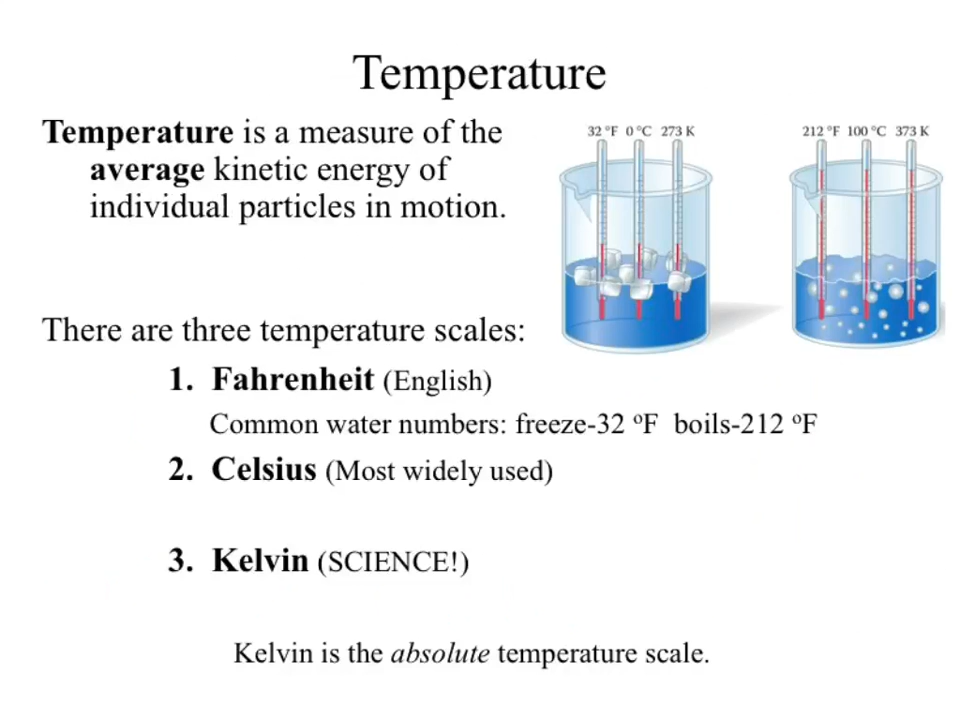 Temperature
Temperature is a measure of the
average kinetic energy of
individual particles in motion.
32 °F 0 °C 273 K
212 °F 100 °C 373 K
There are three temperature scales:
1. Fahrenheit (English)
Common water numbers: freeze-32 °F boils-212 °F
2. Celsius (Most widely used)
3. Kelvin (SCIENCE!)
Kelvin is the absolute temperature scale.